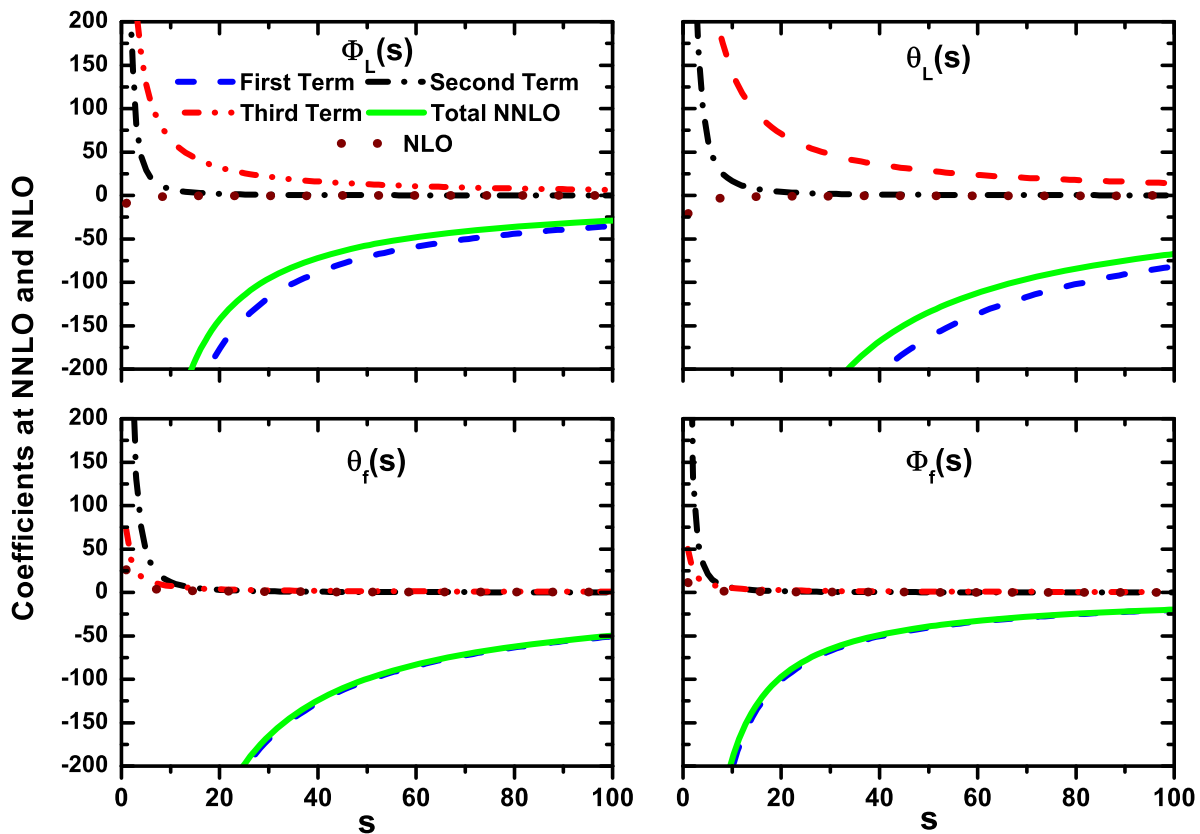 Coefficients at NNLO and NLO
200
150
100
50
0
-50
-100
-150
-200
Φ_L(s)
First Term
Second Term
Third Term
Total NNLO
NLO
θ_L(s)
200
150
100
50
0
-50
-100
-150
-200
θ_f(s)
0 20 40 60 80 100
s
Φ_f(s)
0 20 40 60 80 100
s